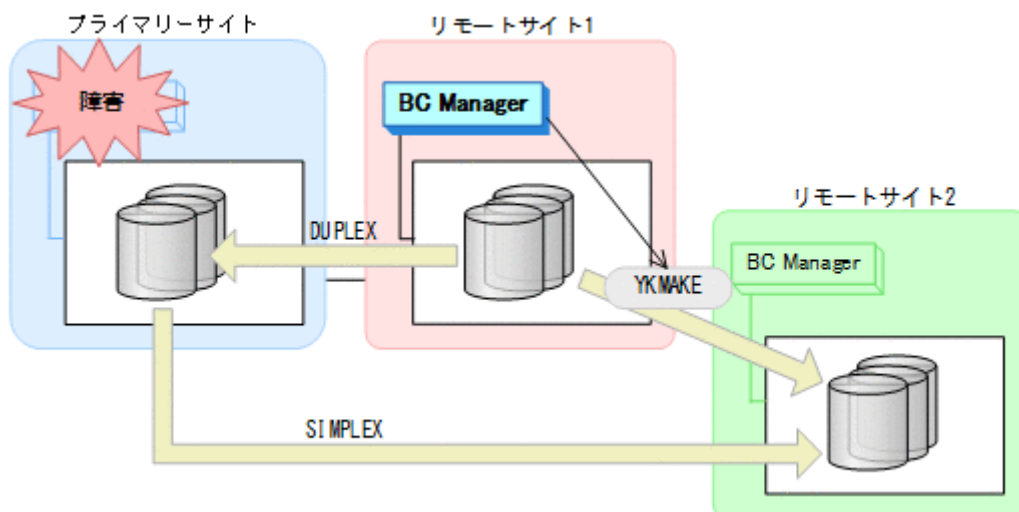 プライマリーサイト
リモートサイト1
障害
BC Manager
リモートサイト2
DUPLEX
BC Manager
YKMAKE
SIMPLEX